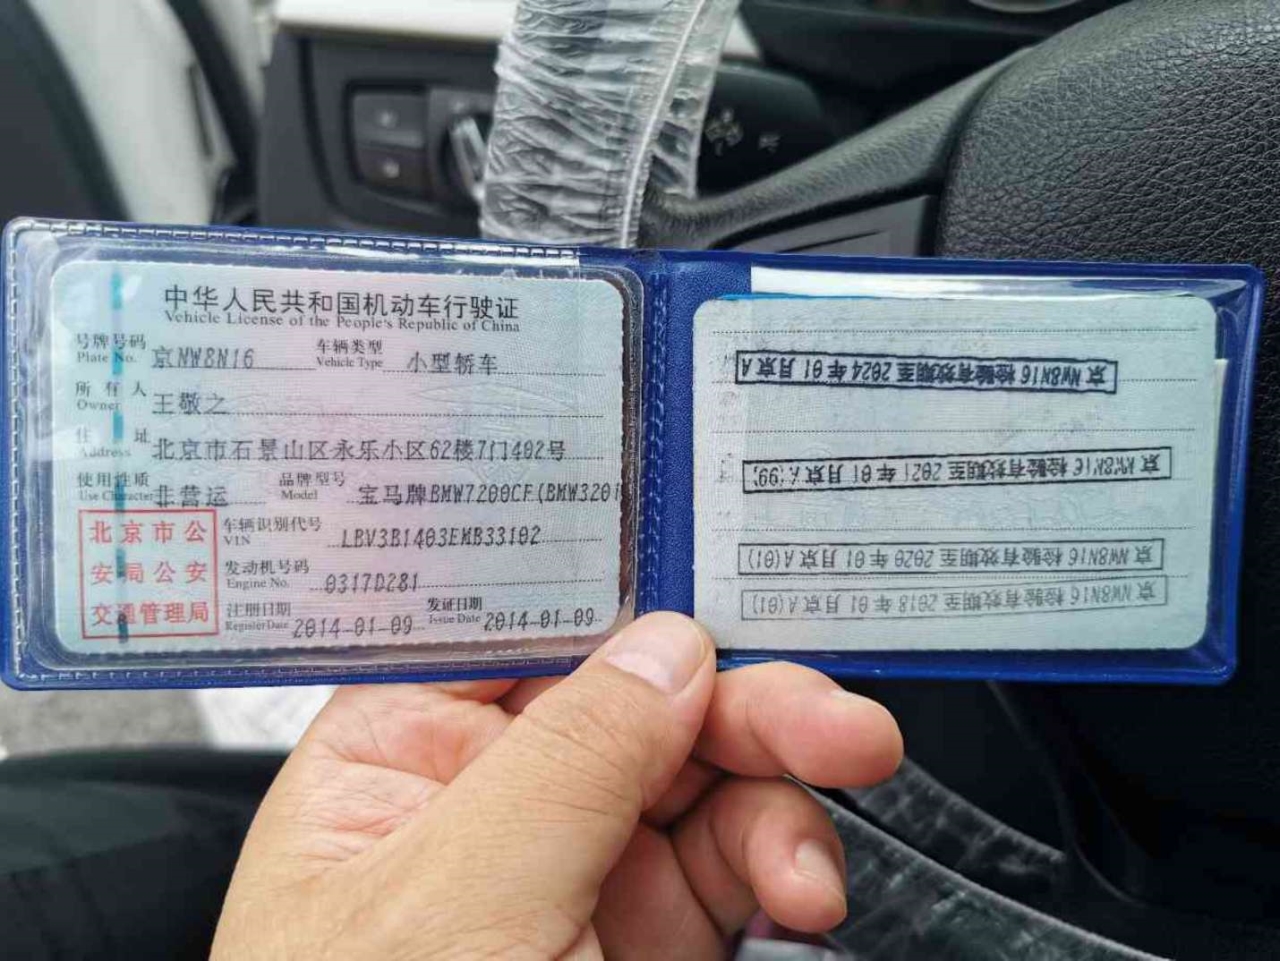 中华人民共和国机动车行驶证
Vehicle License of the People's Republic of China
号牌号码 京NW8N16 车辆类型 小型轿车
Plate No. Vehicle Type
所有人 王敬之
Owner
住址 北京市石景山区永乐小区62楼7门402号
Address
使用性质 非营运 品牌型号 宝马牌BMW7200CF(BMW320i
Use Character Model
北京市公
安局公安
交通管理局
车辆识别代号 LBV3B1403EMB33102
VIN
发动机号码 0317D281
Engine No.
注册日期 2014-01-09 发证日期 2014-01-09
Register Date Issue Date
京NW8N16 检验有效期至 2024年01月京A
京NW8N16 检验有效期至 2021年01月京A(99)
京NW8N16 检验有效期至 2020年01月京A(01)
京NW8N16 检验有效期至 2018年01月京A(01)